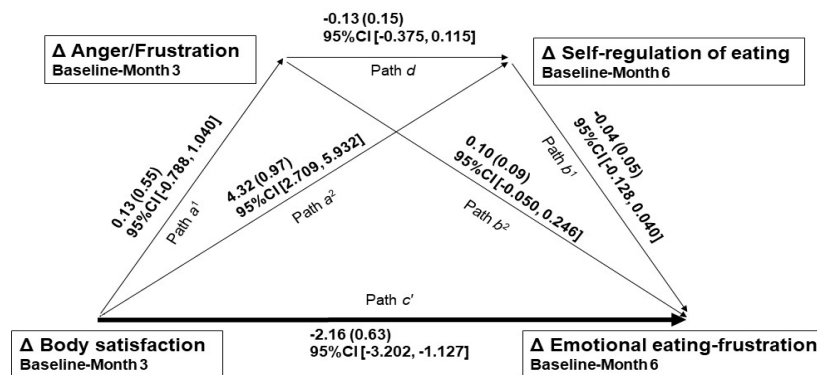 -0.13 (0.15)
95%CI [-0.375, 0.115]
Δ Anger/Frustration
Baseline-Month 3
Path d
Δ Self-regulation of eating
Baseline-Month 6
0.13 (0.55)
95%CI [-0.788, 1.040]
Path a¹
4.32 (0.97)
95%CI [2.709, 5.932]
Path a²
0.10 (0.09)
95%CI [-0.050, 0.246]
Path b²
-0.04 (0.05)
95%CI [-0.128, 0.040]
Path b¹
Path c'
Δ Body satisfaction
Baseline-Month 3
-2.16 (0.63)
95%CI [-3.202, -1.127]
Δ Emotional eating-frustration
Baseline-Month 6